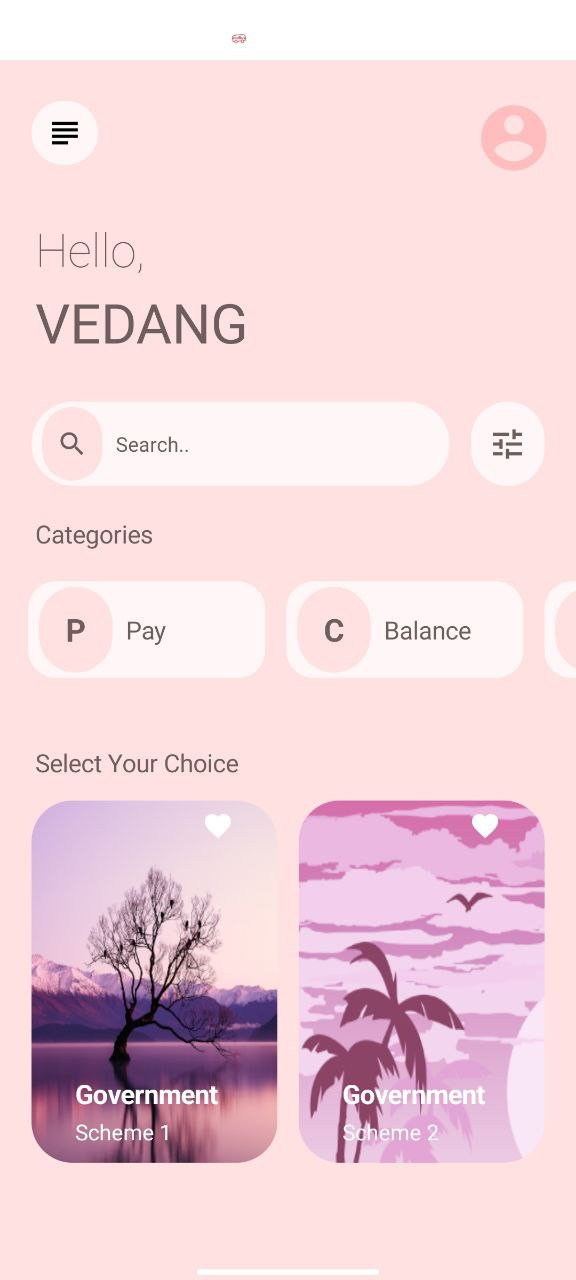 Hello,
VEDANG
Search..
Categories
P Pay
C Balance
Select Your Choice
Government
Scheme 1
Government
Scheme 2